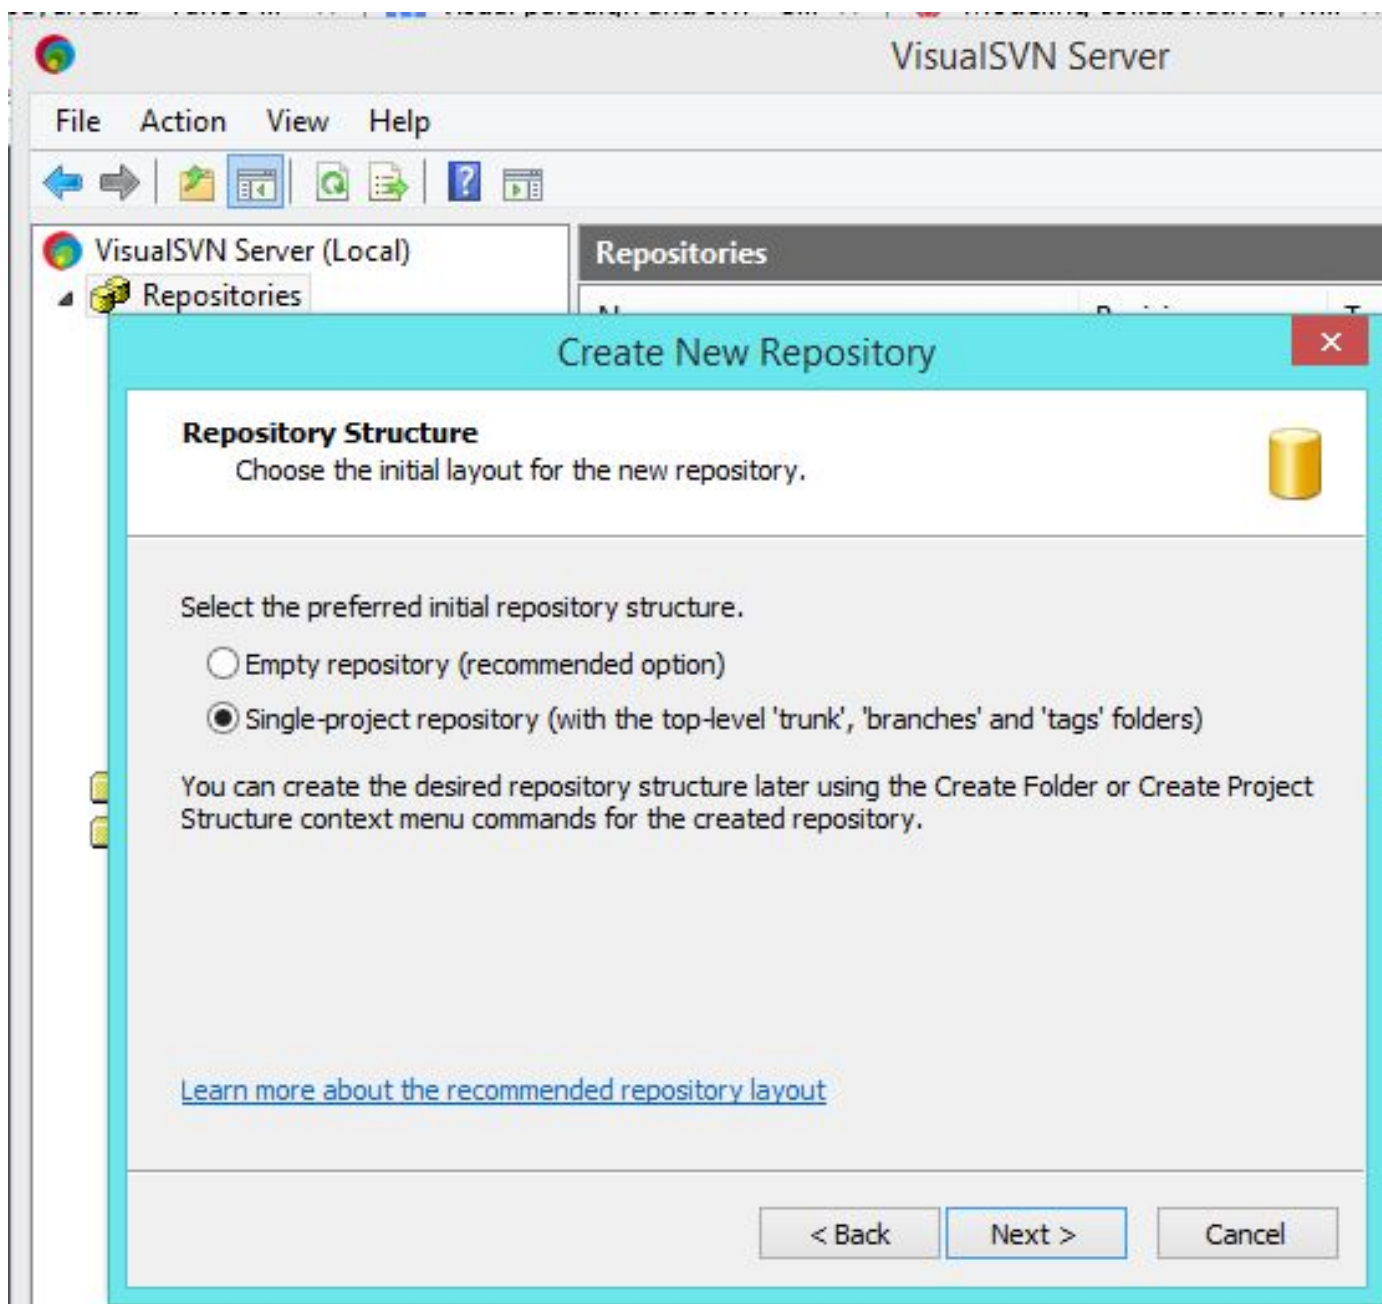 VisualSVN Server
File Action View Help
VisualSVN Server (Local)
Repositories
Repositories
Create New Repository
Repository Structure
Choose the initial layout for the new repository.
Select the preferred initial repository structure.
Empty repository (recommended option)
Single-project repository (with the top-level 'trunk', 'branches' and 'tags' folders)
You can create the desired repository structure later using the Create Folder or Create Project
Structure context menu commands for the created repository.
Learn more about the recommended repository layout
< Back Next > Cancel